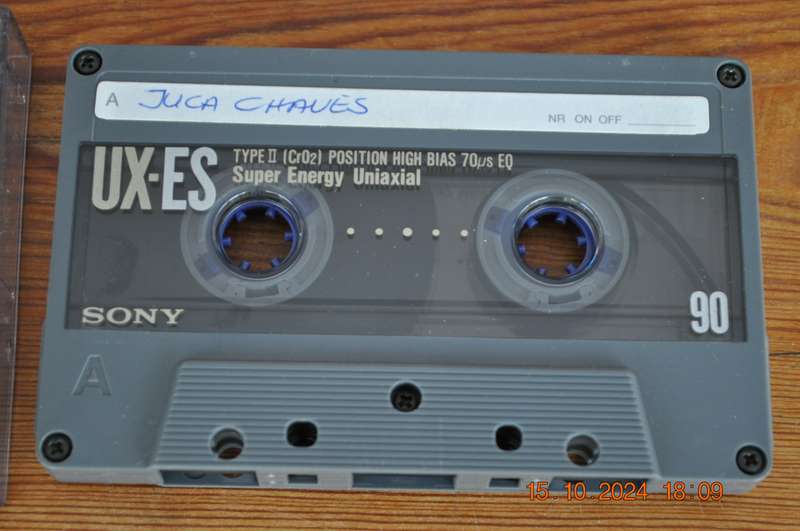 A JUCA CHAVES
NR ON OFF
UX-ES TYPE II (CrO2) POSITION HIGH BIAS 70μs EQ
Super Energy Uniaxial
SONY
90
A
15.10.2024 18:09